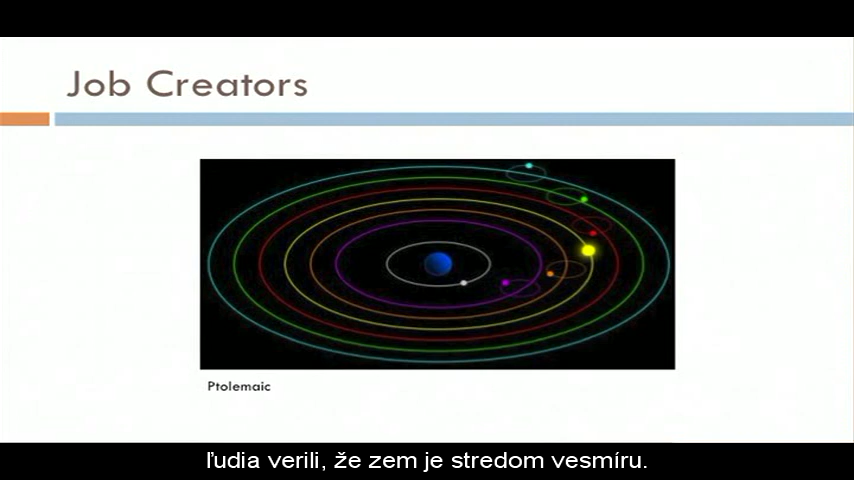 Job Creators
Ptolemaic
ľudia verili, že zem je stredom vesmíru.